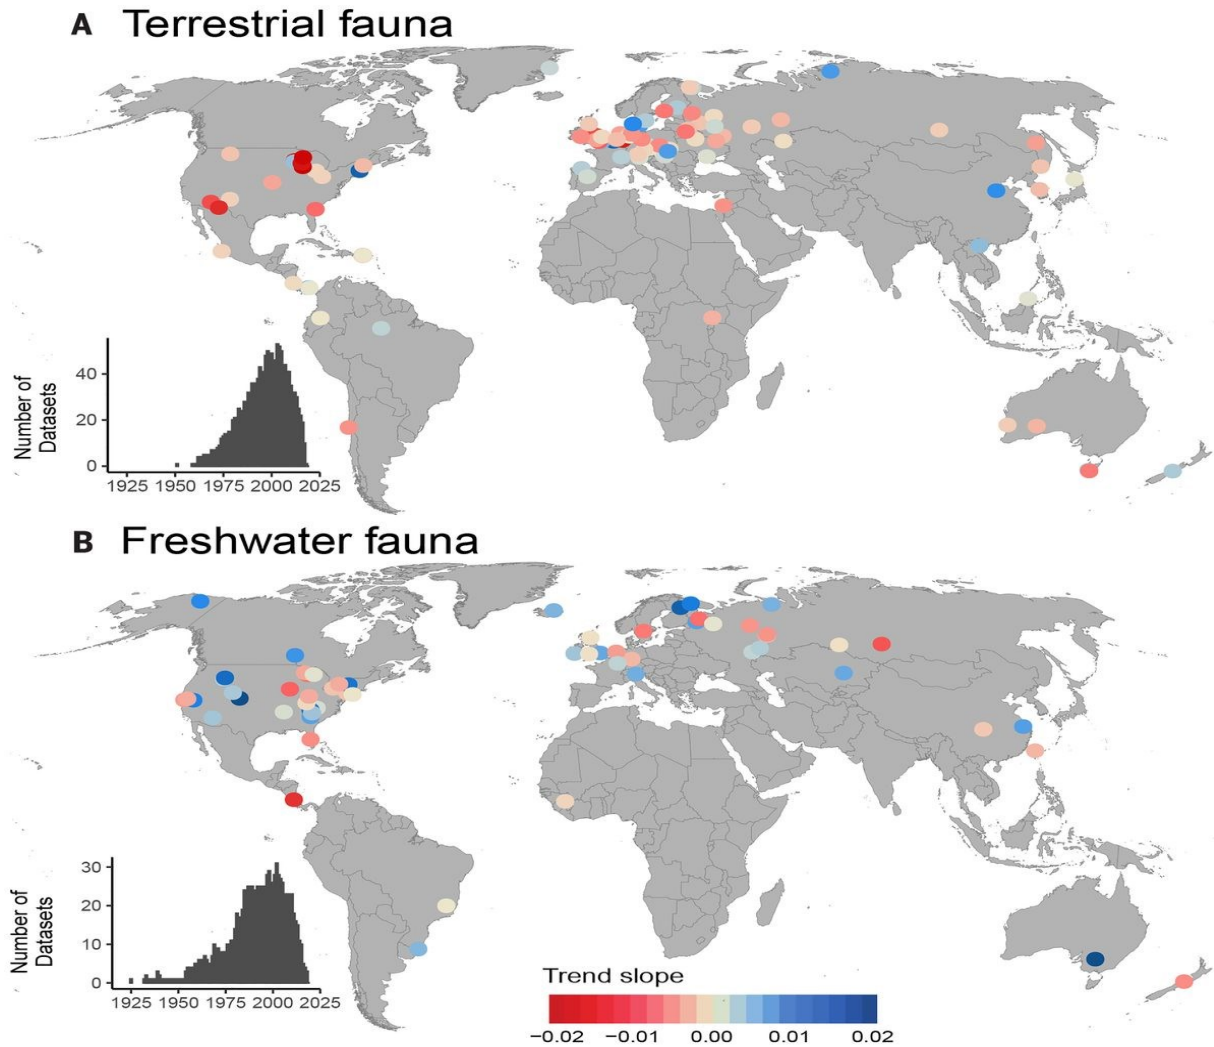 A Terrestrial fauna
Number of
Datasets
40
20
0
1925 1950 1975 2000 2025
B Freshwater fauna
Number of
Datasets
30
20
10
0
1925 1950 1975 2000 2025
Trend slope
−0.02 −0.01 0.00 0.01 0.02